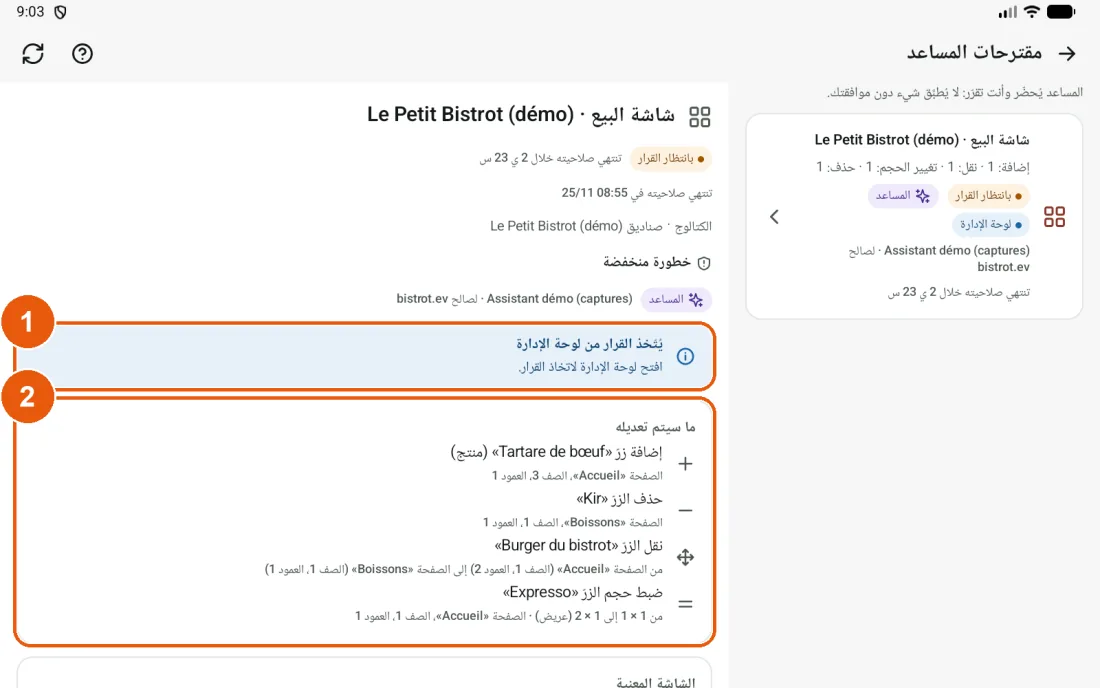 9:03
مقترحات المساعد
المساعد يُحضّر وأنت تقرّر: لا يُطبَّق شيء دون موافقتك.
شاشة البيع · Le Petit Bistrot (démo)
إضافة: 1 · نقل: 1 · تغيير الحجم: 1 · حذف: 1
بانتظار القرار
المساعد
لوحة الإدارة
Assistant démo (captures) · لصالح
bistrot.ev
تنتهي صلاحيته خلال 2 ي 23 س
شاشة البيع · Le Petit Bistrot (démo)
بانتظار القرار
تنتهي صلاحيته خلال 2 ي 23 س
تنتهي صلاحيته في 08:55 25/11
الكتالوج · صناديق Le Petit Bistrot (démo)
خطورة منخفضة
المساعد
Assistant démo (captures) · لصالح bistrot.ev
1
يُتّخذ القرار من لوحة الإدارة
افتح لوحة الإدارة لاتخاذ القرار.
2
ما سيتم تعديله
إضافة زرّ «Tartare de bœuf» (منتج)
الصفحة «Accueil»، الصف 3، العمود 1
حذف الزرّ «Kir»
الصفحة «Boissons»، الصف 1، العمود 1
نقل الزرّ «Burger du bistrot»
من الصفحة «Accueil» (الصف 1، العمود 2) إلى الصفحة «Boissons» (الصف 1، العمود 1)
ضبط حجم الزرّ «Expresso»
من 1 × 1 إلى 1 × 2 (عريض) · الصفحة «Accueil»، الصف 1، العمود 1
الشاشة المعنية